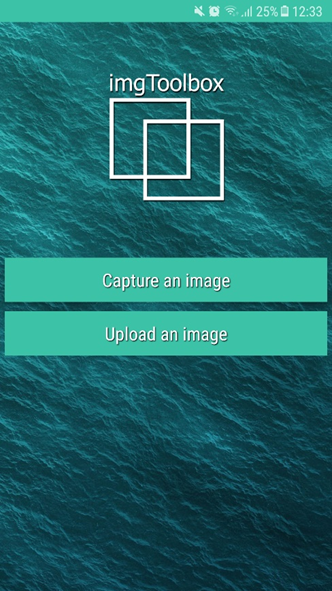 25% 12:33
imgToolbox
Capture an image
Upload an image